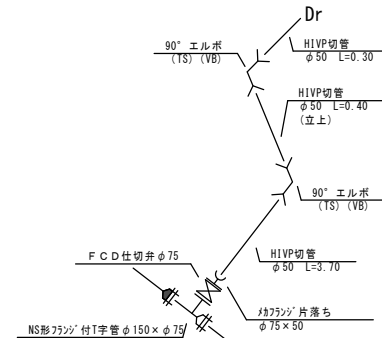 Dr
90° エルボ
(TS) (VB)
HIVP切管
φ50 L=0.30
HIVP切管
φ50 L=0.40
(立上)
90° エルボ
(TS) (VB)
FCD仕切弁φ75
HIVP切管
φ50 L=3.70
メカフランジ片落ち
φ75×50
NS形フランジ付T字管φ150×φ75